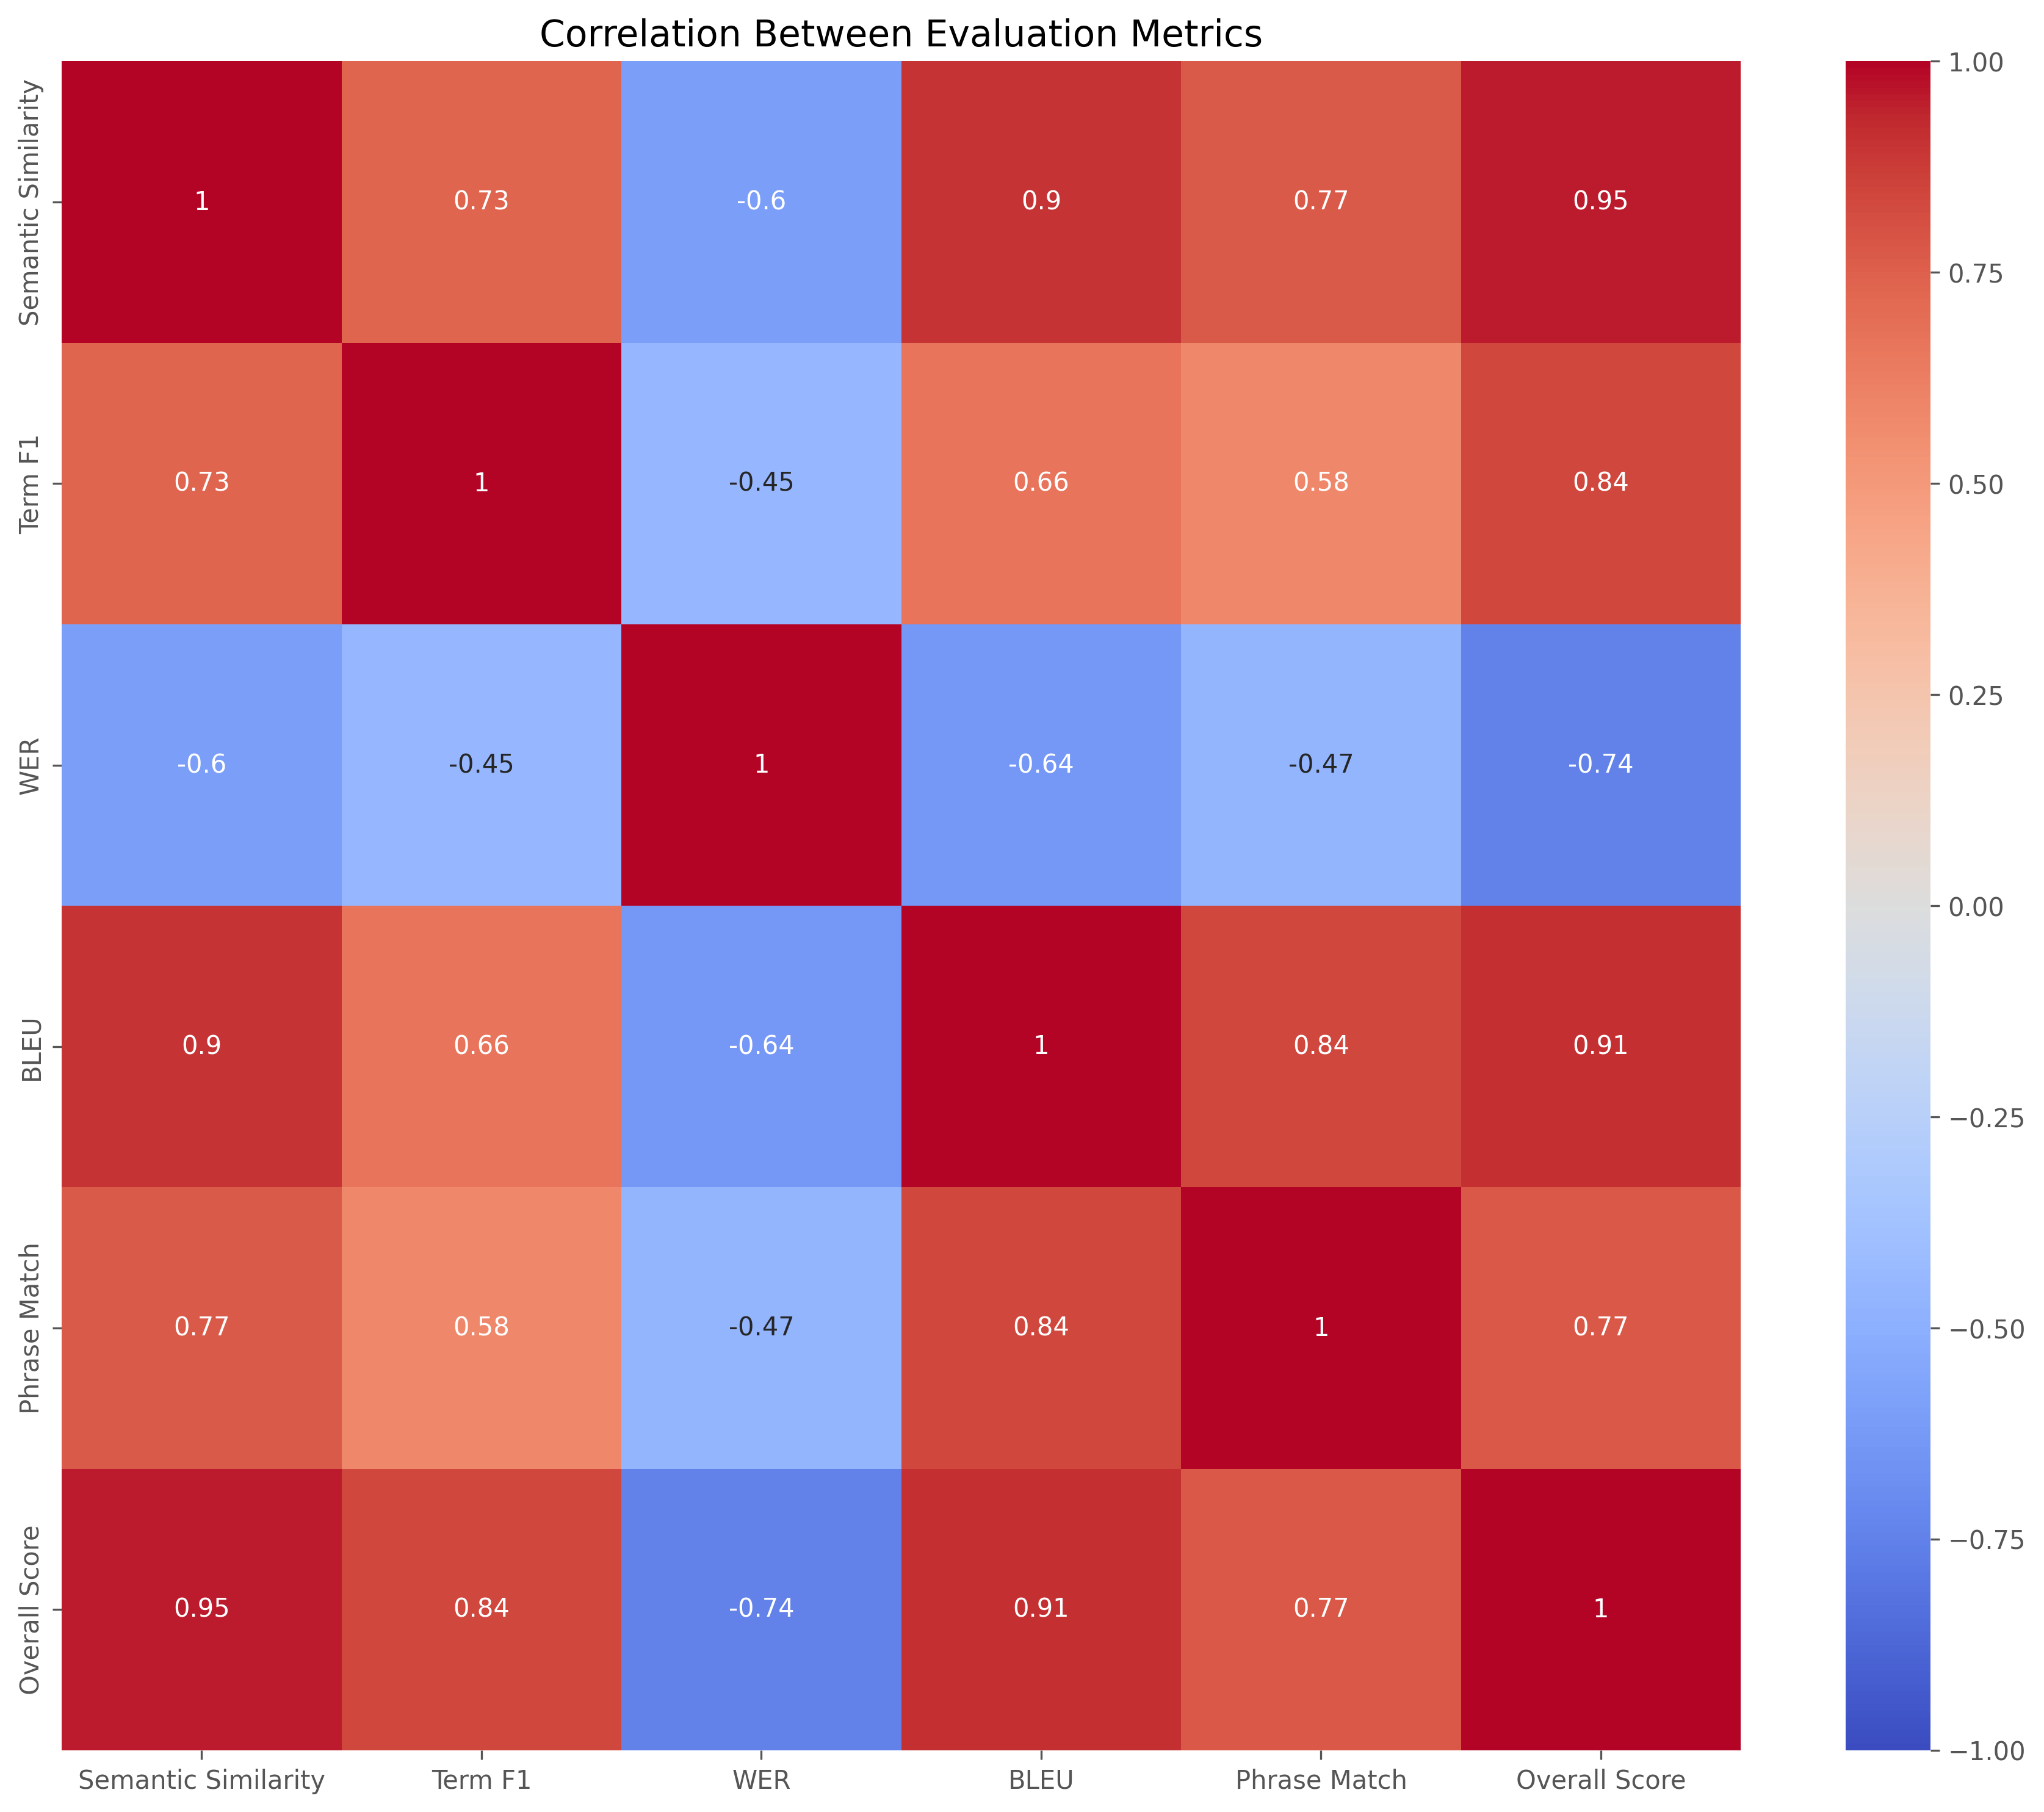 Correlation Between Evaluation Metrics
Semantic Similarity
1 0.73 -0.6 0.9 0.77 0.95
Term F1
0.73 1 -0.45 0.66 0.58 0.84
WER
-0.6 -0.45 1 -0.64 -0.47 -0.74
BLEU
0.9 0.66 -0.64 1 0.84 0.91
Phrase Match
0.77 0.58 -0.47 0.84 1 0.77
Overall Score
0.95 0.84 -0.74 0.91 0.77 1
Semantic Similarity Term F1 WER BLEU Phrase Match Overall Score
1.00
0.75
0.50
0.25
0.00
−0.25
−0.50
−0.75
−1.00